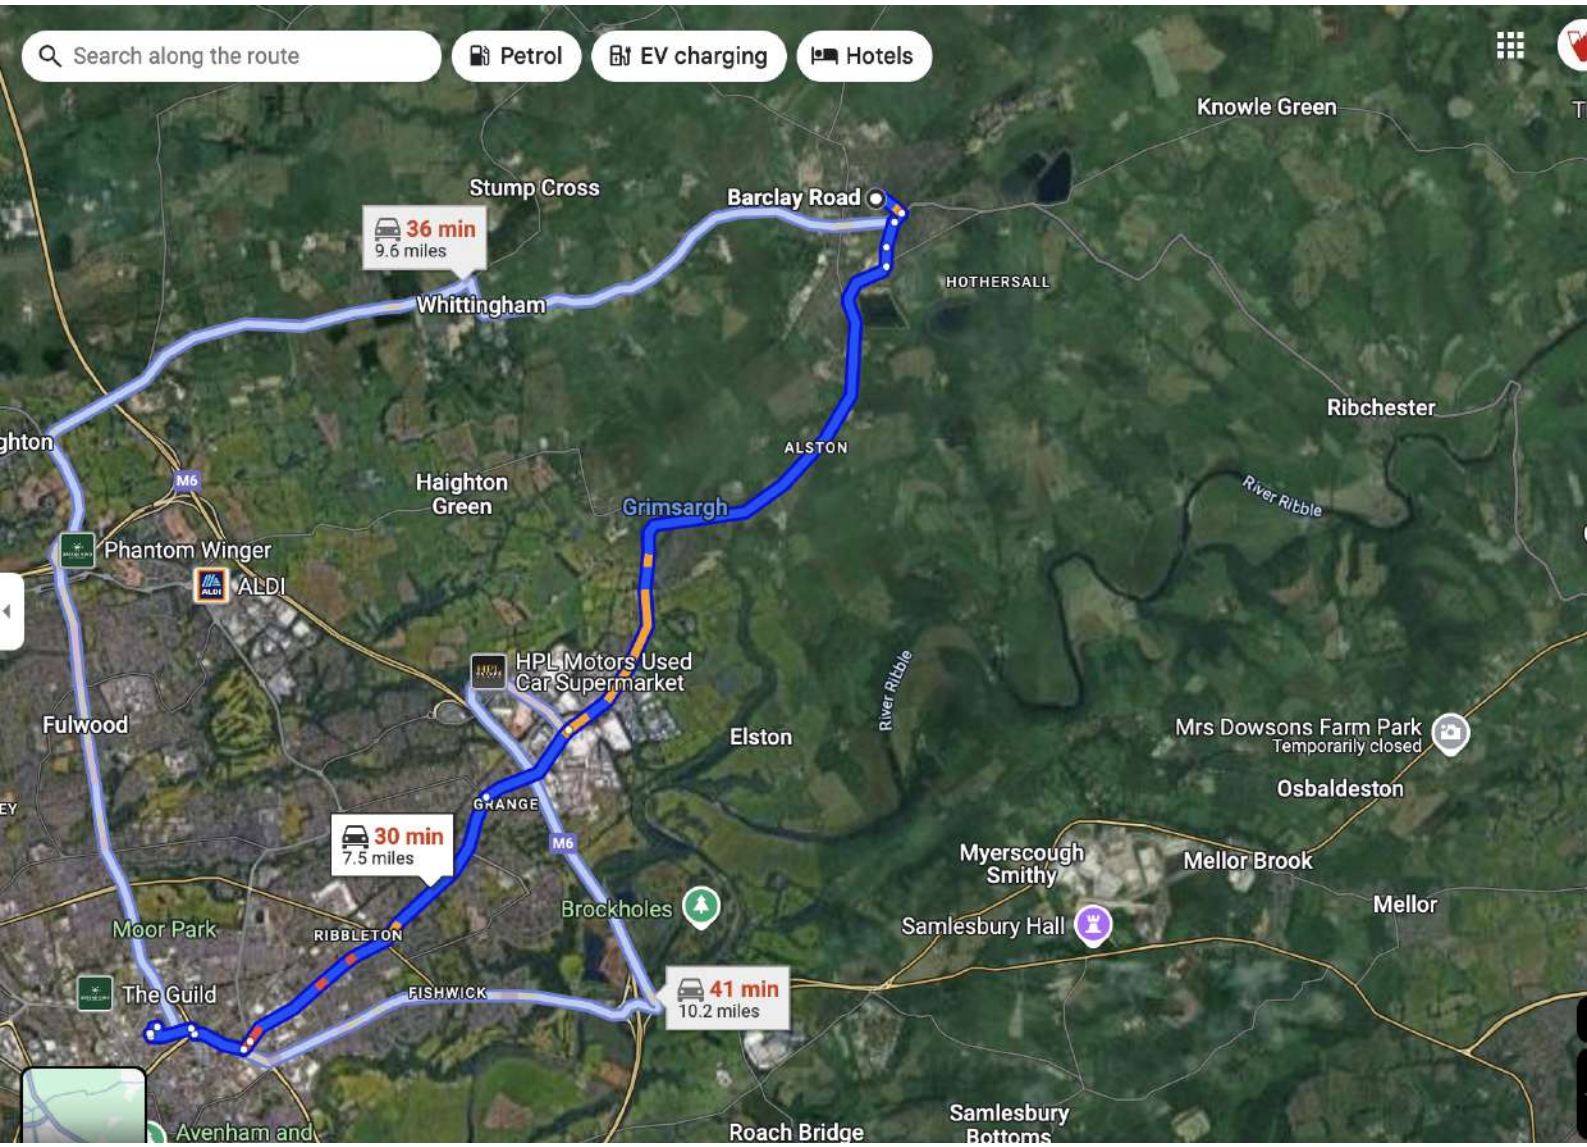 Search along the route
Petrol
EV charging
Hotels
Knowle Green
Stump Cross
Barclay Road
36 min
9.6 miles
HOTHERSALL
Whittingham
Ribchester
ghton
ALSTON
M6
Haighton
Green
River Ribble
Grimsargh
Phantom Winger
ALDI
ALDI
HPL Motors Used
Car Supermarket
River Ribble
Fulwood
Elston
Mrs Dowsons Farm Park
Temporarily closed
Osbaldeston
EY
GRANGE
30 min
7.5 miles
M6
Myerscough
Smithy
Mellor Brook
Brockholes
Mellor
Moor Park
RIBBLETON
Samlesbury Hall
The Guild
FISHWICK
41 min
10.2 miles
Avenham and
Roach Bridge
Samlesbury
Bottoms